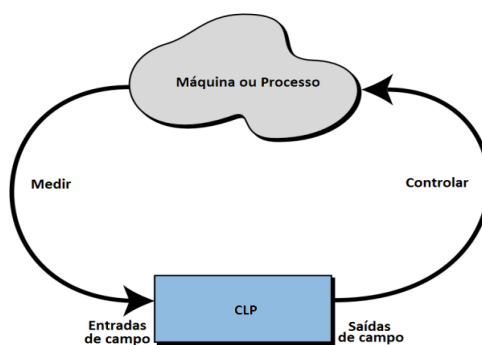 Máquina ou Processo
Medir
Controlar
CLP
Entradas
de campo
Saídas
de campo